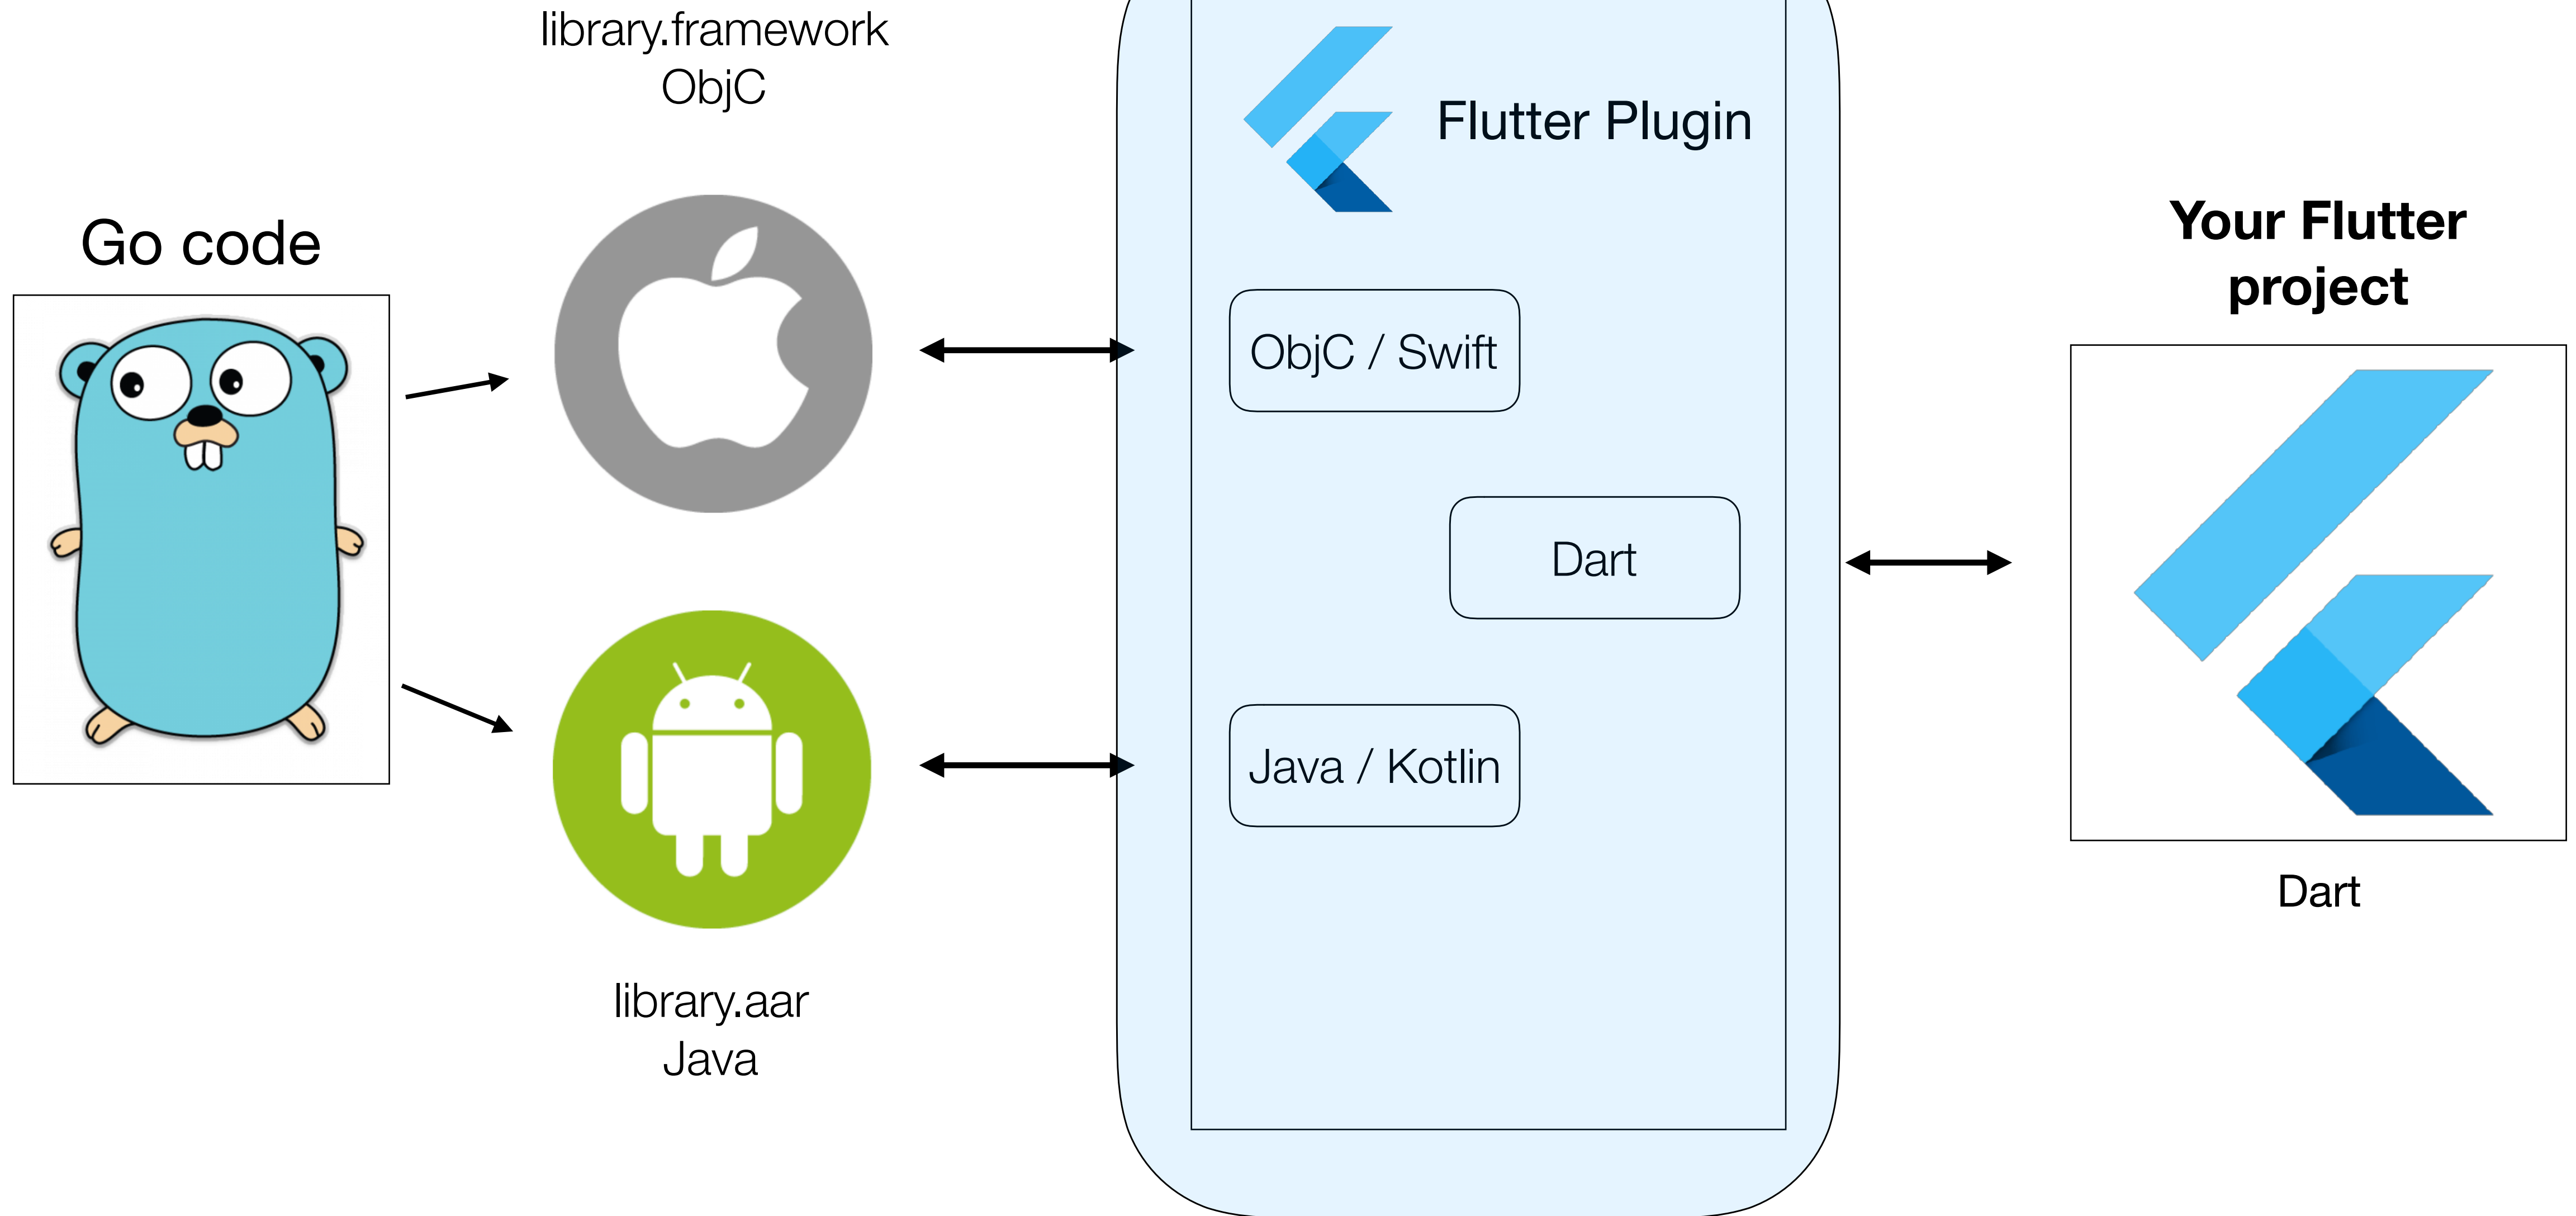 library.framework
ObjC
Flutter Plugin
Go code
Your Flutter
project
ObjC / Swift
Dart
Java / Kotlin
Dart
library.aar
Java